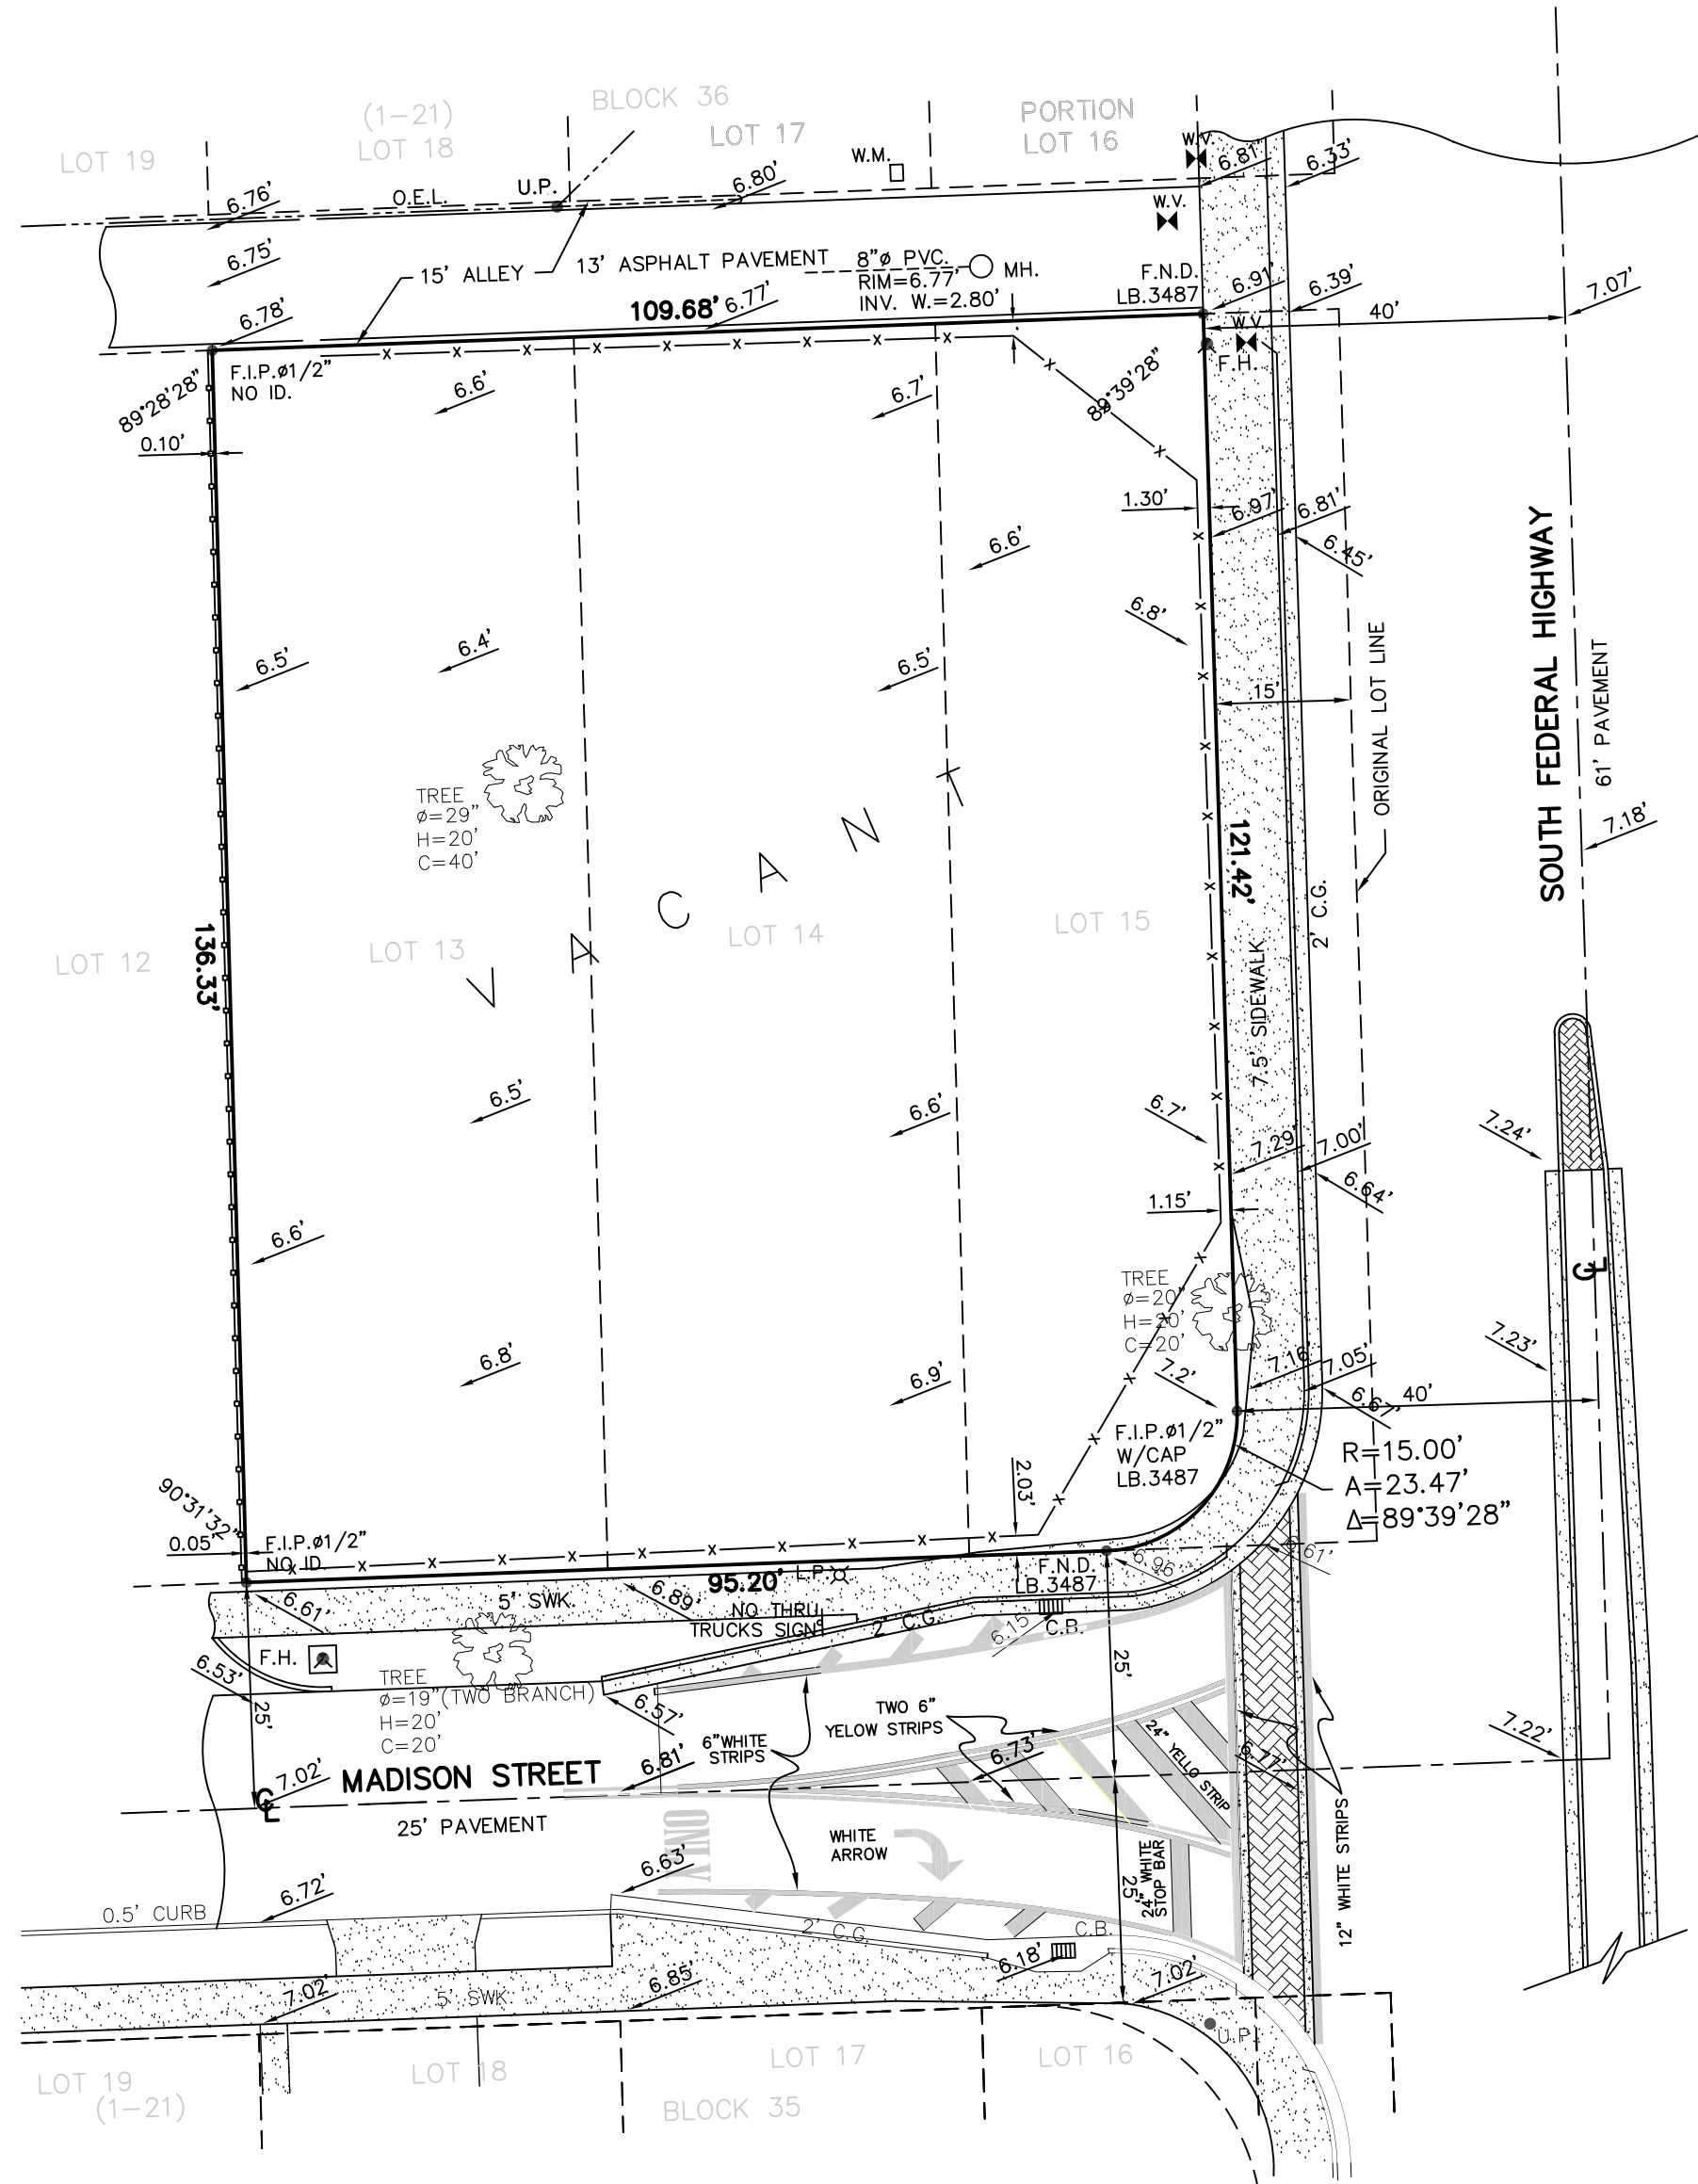 (1-21)
BLOCK 36
PORTION
LOT 19
LOT 18
LOT 17
LOT 16
W.M.
W.V.
6.81'
6.33'
6.76'
O.E.L.
U.P.
6.80'
W.V.
6.75'
15' ALLEY
13' ASPHALT PAVEMENT
8"ø PVC.
RIM=6.77'
INV. W.=2.80'
MH.
F.N.D.
LB.3487
6.91'
6.39'
7.07'
40'
6.78'
109.68'
6.77'
W.V.
F.H.
F.I.P.ø1/2"
NO ID.
89°28'28"
6.6'
6.7'
89°39'28"
0.10'
1.30'
6.97'
6.81'
6.45'
6.6'
6.8'
6.5'
6.4'
6.5'
15'
ORIGINAL LOT LINE
SOUTH FEDERAL HIGHWAY
61' PAVEMENT
TREE
ø=29"
H=20'
C=40'
VACANT
121.42'
7.18'
2' C.G.
LOT 12
136.33'
LOT 13
LOT 14
LOT 15
7.5' SIDEWALK
6.5'
6.6'
6.7'
7.29'
7.00'
6.64'
7.24'
1.15'
6.6'
TREE
ø=20"
H=20'
C=20'
CL
6.8'
6.9'
7.2'
7.16'
7.05'
6.67'
7.23'
40'
F.I.P.ø1/2"
W/CAP
LB.3487
R=15.00'
A=23.47'
Δ=89°39'28"
2.03'
90°31'32"
0.05'
F.I.P.ø1/2"
NO ID.
95.20'
L.P.
F.N.D.
LB.3487
6.96'
6.61'
5' SWK.
6.89'
NO THRU
TRUCKS SIGN
2' C.G.
6.15'
C.B.
6.61'
F.H.
6.53'
25'
TREE
ø=19"(TWO BRANCH)
H=20'
C=20'
6.57'
25'
6"WHITE
STRIPS
TWO 6"
YELOW STRIPS
6.73'
24" YELLO STRIP
6.77'
7.22'
CL
7.02'
MADISON STREET
6.81'
25' PAVEMENT
ONLY
WHITE
ARROW
6.63'
24" WHITE
STOP BAR
25'
12" WHITE STRIPS
6.72'
0.5' CURB
2' C.G.
C.B.
6.18'
7.02'
7.02'
5' SWK
6.85'
U.P.
LOT 19
(1-21)
LOT 18
LOT 17
LOT 16
BLOCK 35